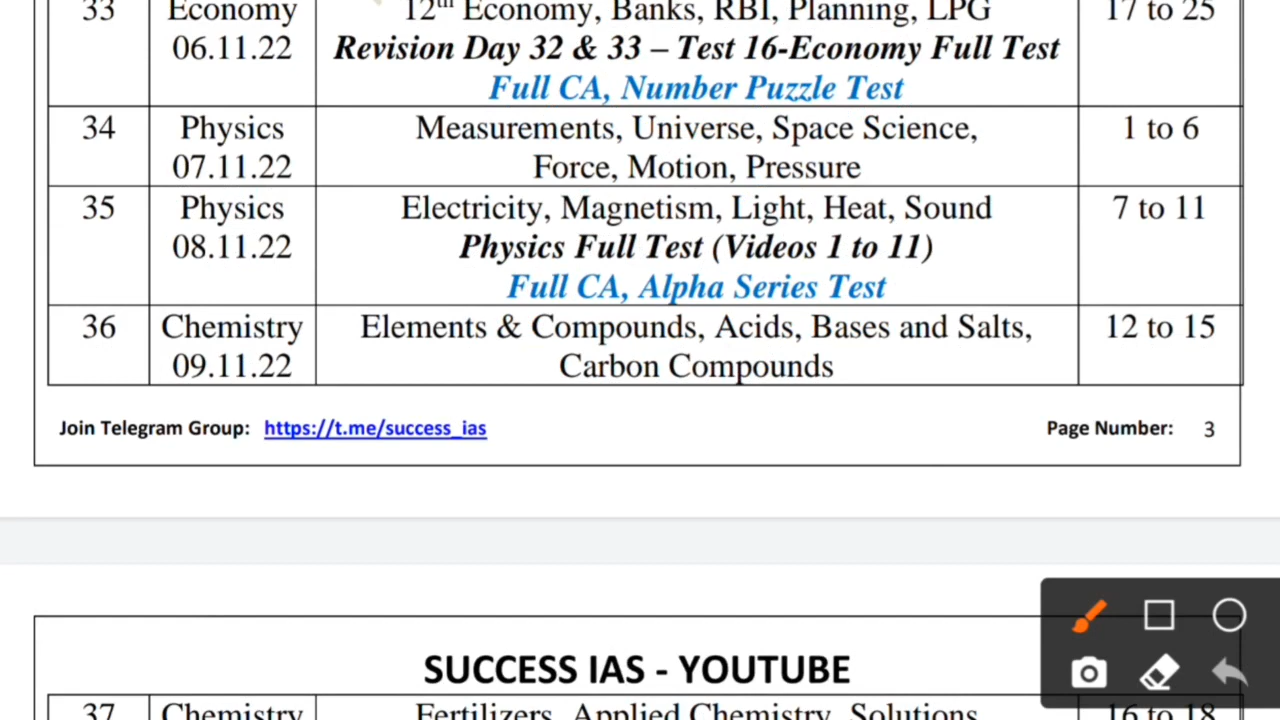 33 Economy 12th Economy, Banks, RBI, Planning, LPG 17 to 25
06.11.22 Revision Day 32 & 33 – Test 16-Economy Full Test
Full CA, Number Puzzle Test
34 Physics Measurements, Universe, Space Science, 1 to 6
07.11.22 Force, Motion, Pressure
35 Physics Electricity, Magnetism, Light, Heat, Sound 7 to 11
08.11.22 Physics Full Test (Videos 1 to 11)
Full CA, Alpha Series Test
36 Chemistry Elements & Compounds, Acids, Bases and Salts, 12 to 15
09.11.22 Carbon Compounds
Join Telegram Group: https://t.me/success_ias Page Number: 3
SUCCESS IAS - YOUTUBE
37 Chemistry Fertilizers, Applied Chemistry, Solutions 16 to 18